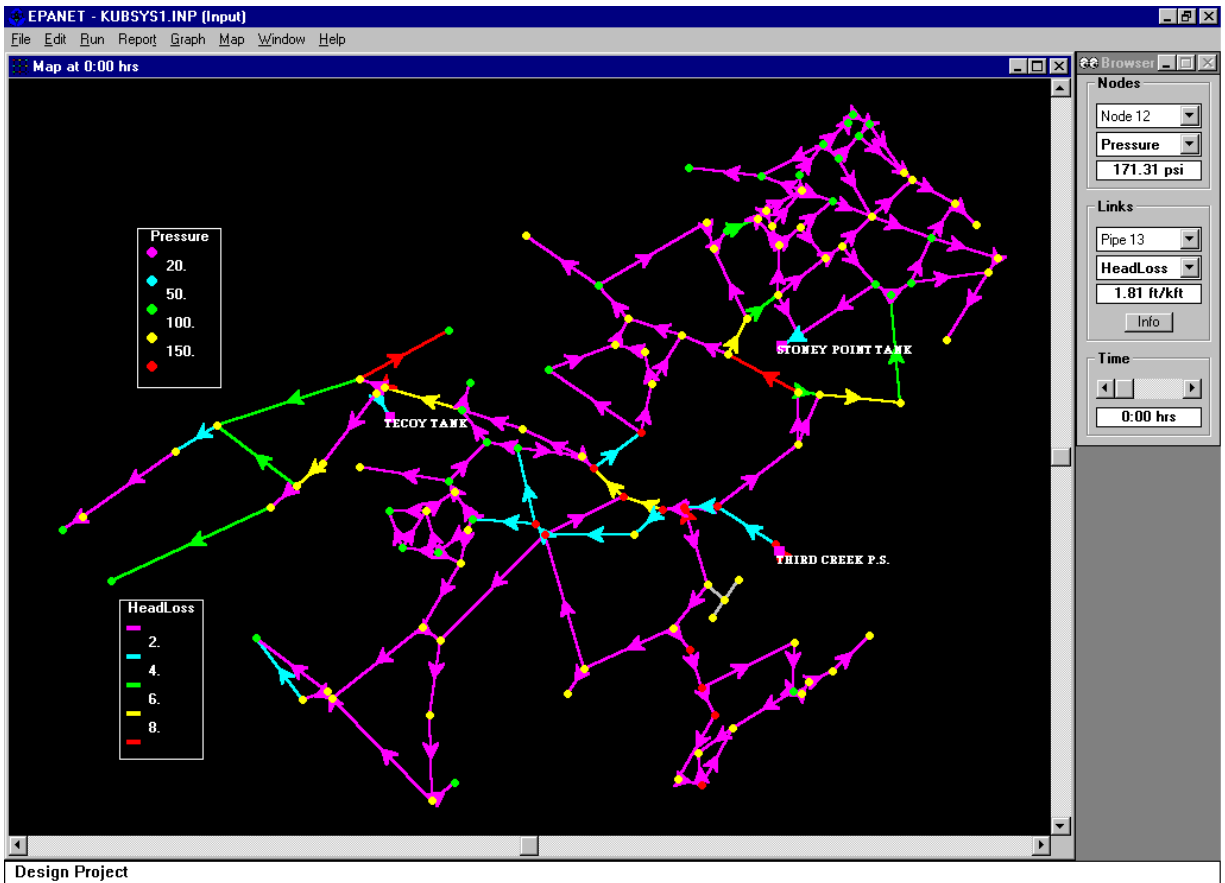 EPANET - KUBSYS1.INP (Input)
File Edit Run Report Graph Map Window Help
Map at 0:00 hrs
Browser
Nodes
Node 12
Pressure
171.31 psi
Links
Pipe 13
HeadLoss
1.81 ft/kft
Info
Time
0:00 hrs
Pressure
20.
50.
100.
150.
STONEY POINT TANK
TECOY TANK
THIRD CREEK P.S.
HeadLoss
2.
4.
6.
8.
Design Project